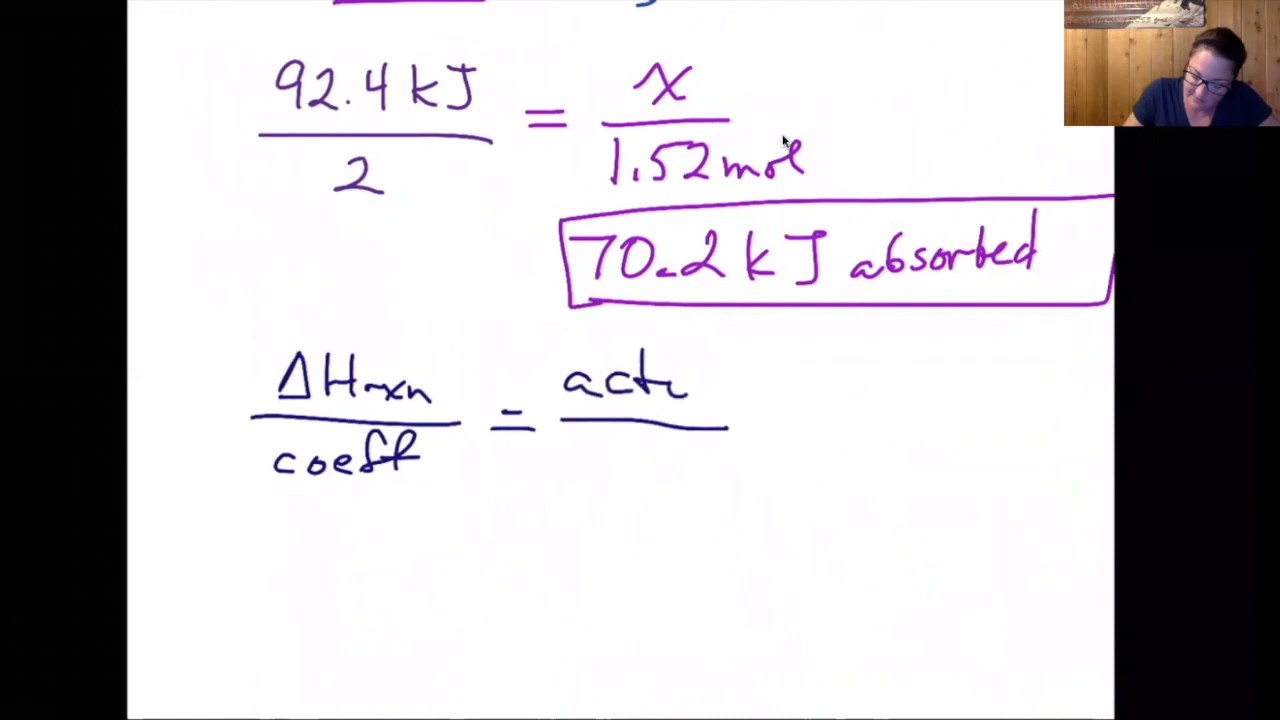 92.4 kJ = x
2 1.52 mol
70.2 kJ absorbed
ΔHrxn = actu
coeff